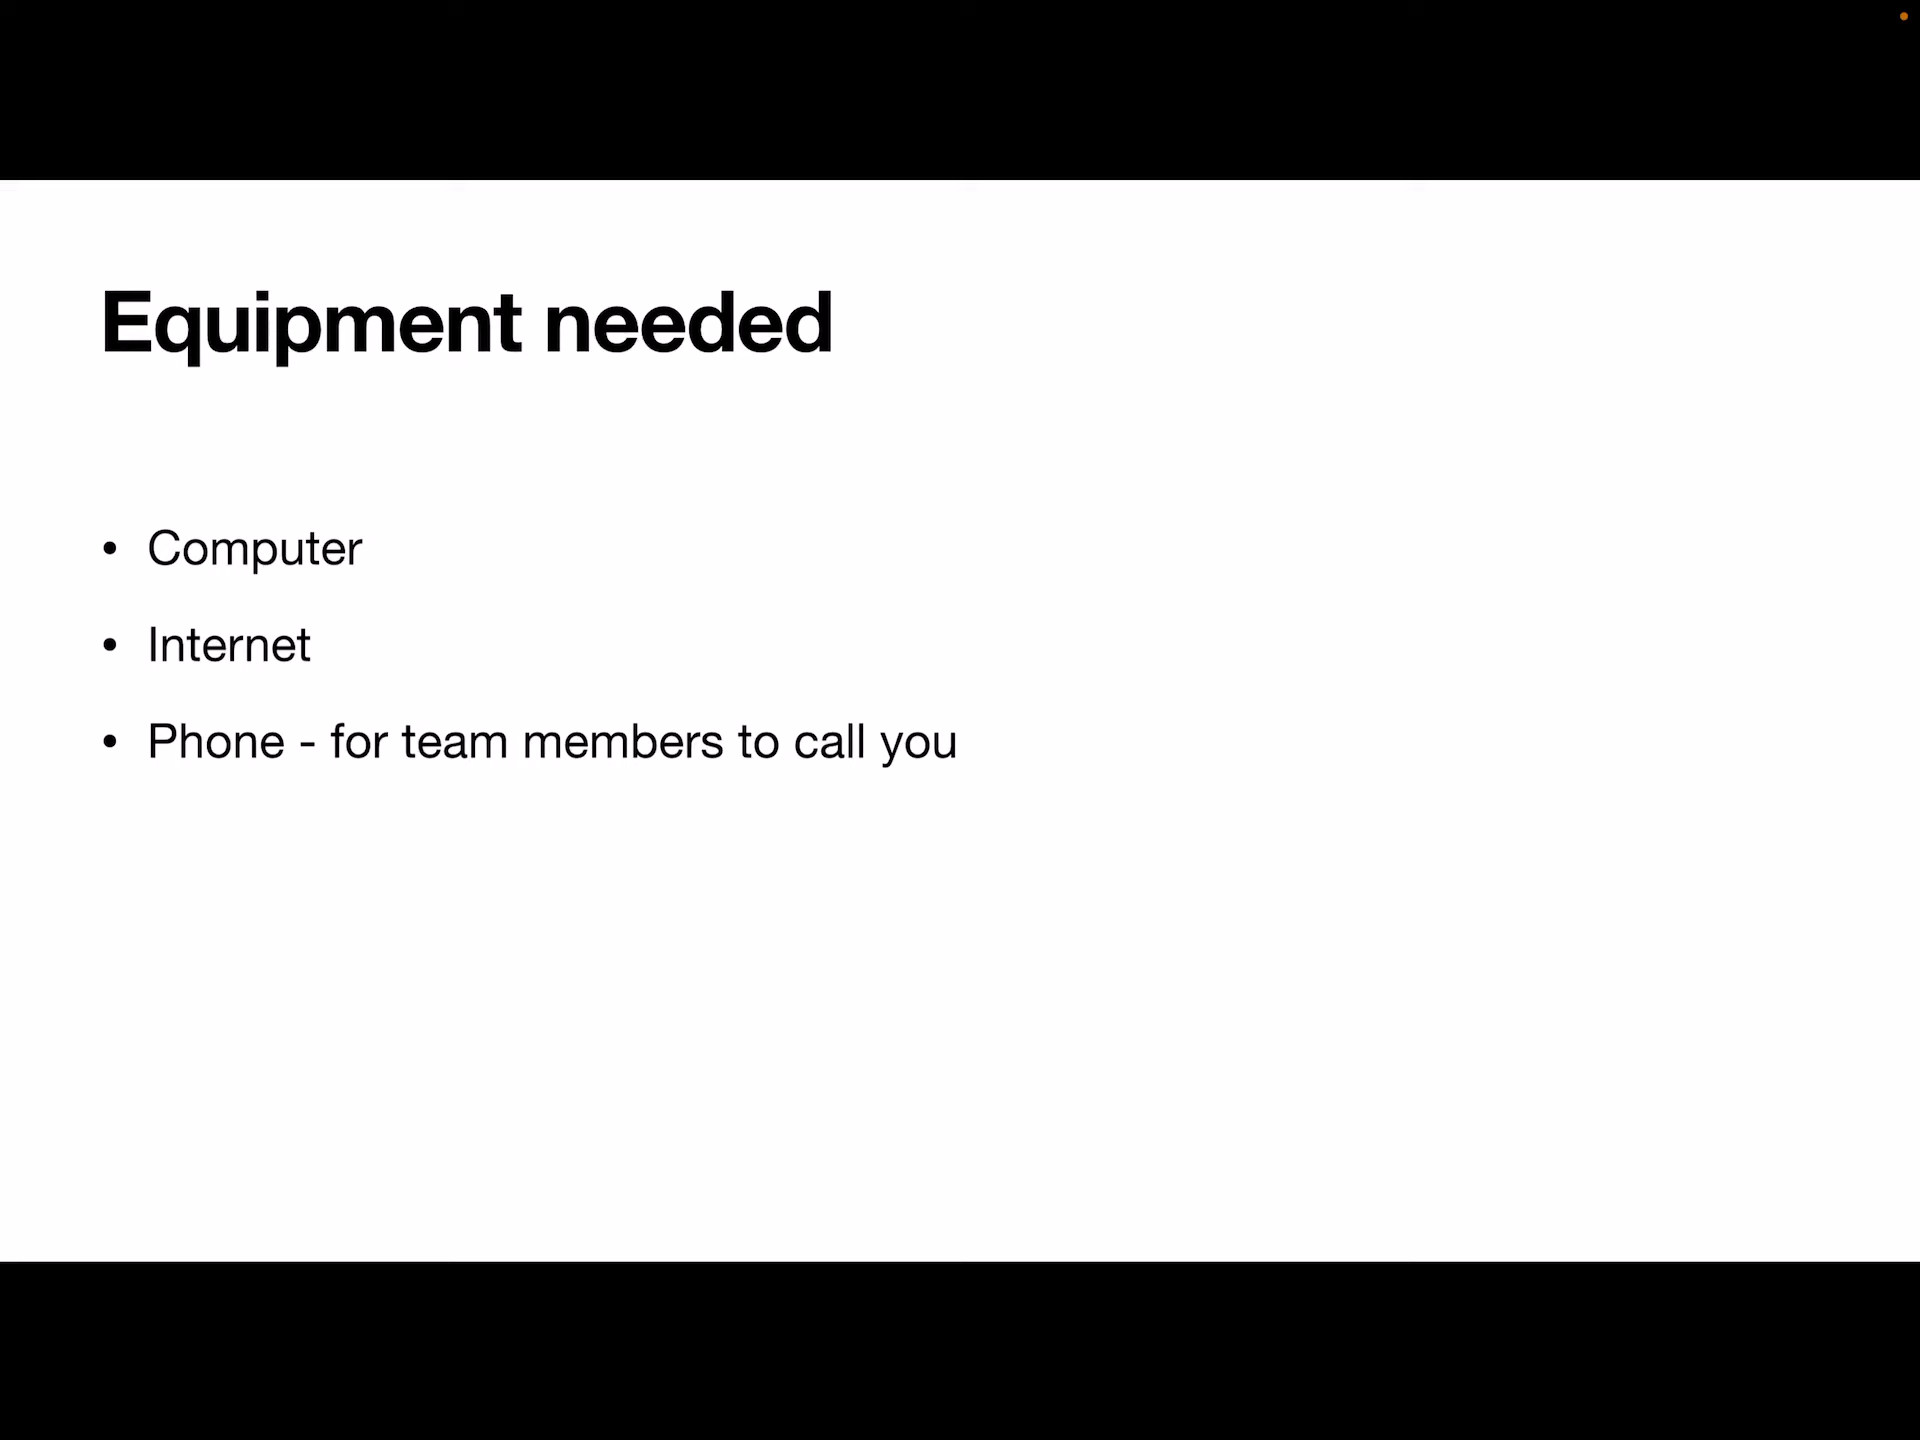 Equipment needed
• Computer
• Internet
• Phone - for team members to call you